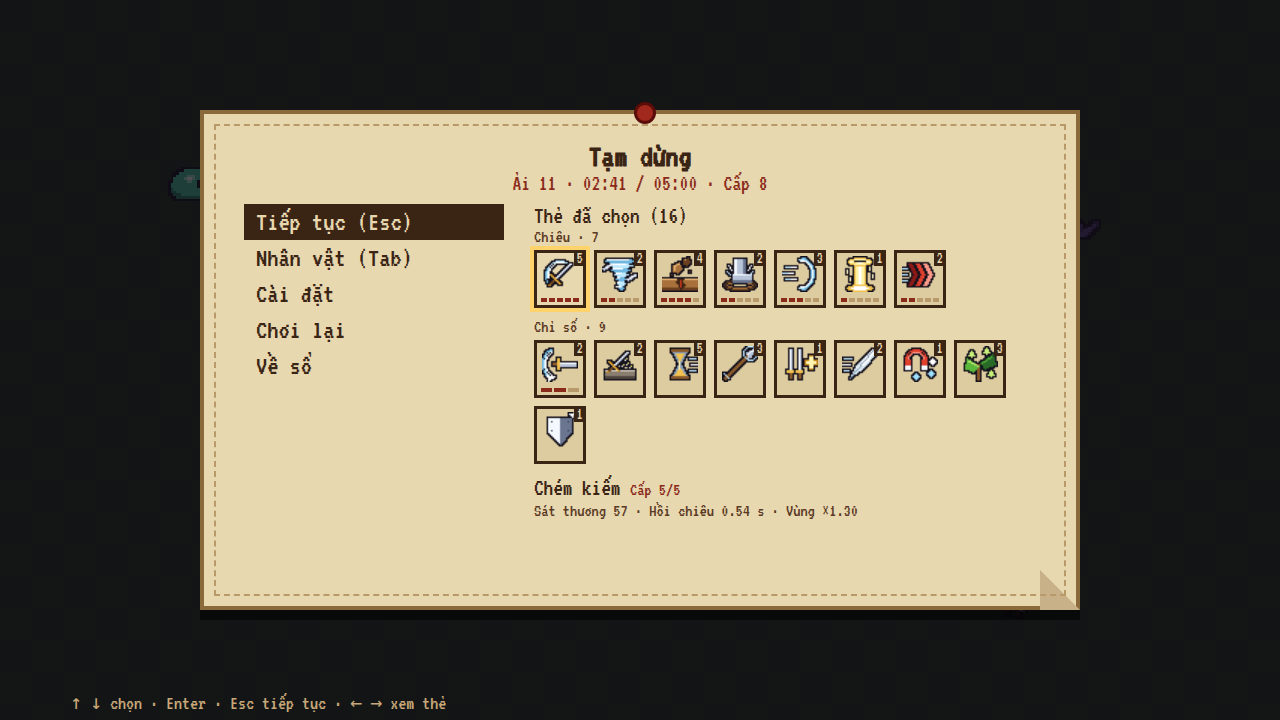 Tạm dừng
Ải 11 · 02:41 / 05:00 · Cấp 8
Tiếp tục (Esc)
Nhân vật (Tab)
Cài đặt
Chơi lại
Về sổ
Thẻ đã chọn (16)
Chiêu · 7
5 2 4 2 3 1 2
Chỉ số · 9
2 2 5 3 1 2 1 3
1
Chém kiếm Cấp 5/5
Sát thương 57 · Hồi chiêu 0.54 s · Vùng ×1.30
↑ ↓ chọn · Enter · Esc tiếp tục · ← → xem thẻ